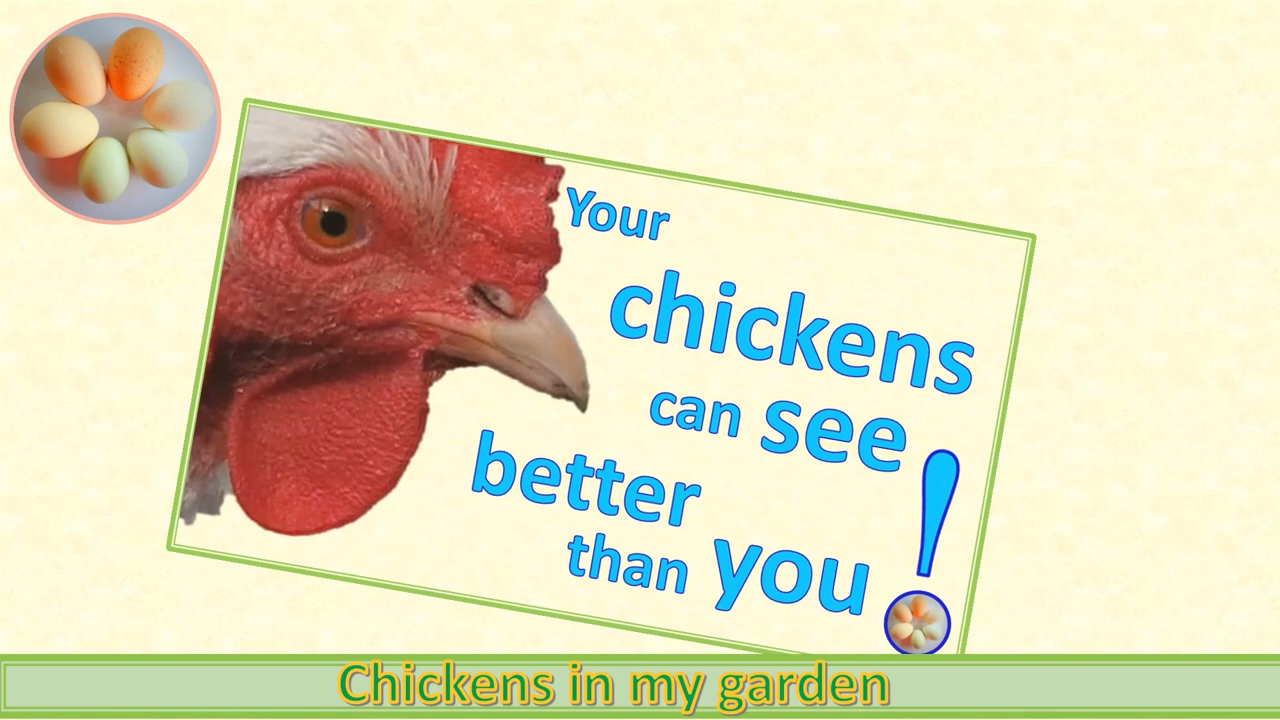 Your
chickens
can see
better
than you!
Chickens in my garden